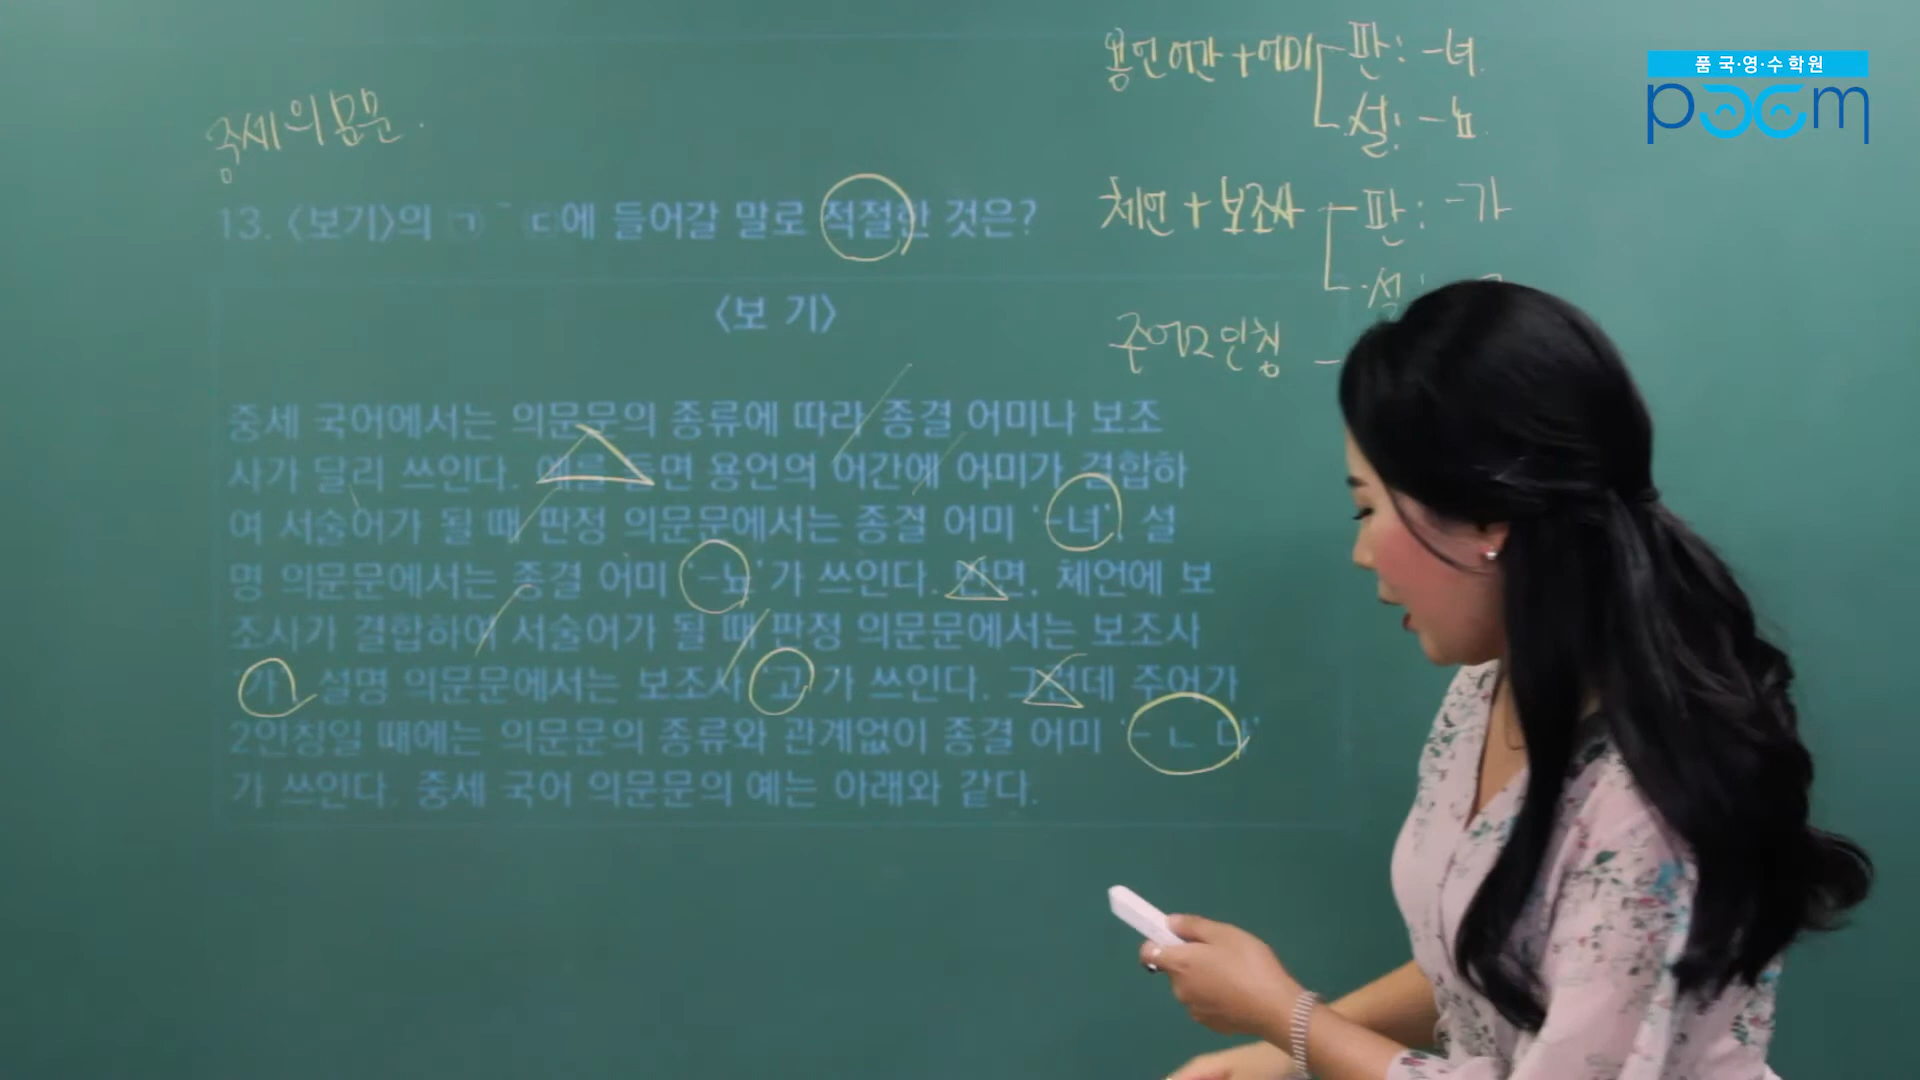 용언 어간 + 어미 판: -녀
설: -뇨
중세 의문문.
체언 + 보조사 판: -가
설:
주어 2인칭 -
품 국·영·수 학원
poom
13. <보기>의 ㄱ ~ ㄷ에 들어갈 말로 적절한 것은?
<보 기>
중세 국어에서는 의문문의 종류에 따라 종결 어미나 보조
사가 달리 쓰인다. 예를 들면 용언의 어간에 어미가 결합하
여 서술어가 될 때 판정 의문문에서는 종결 어미 '-녀', 설
명 의문문에서는 종결 어미 '-뇨'가 쓰인다. 반면, 체언에 보
조사가 결합하여 서술어가 될 때 판정 의문문에서는 보조사
'가', 설명 의문문에서는 보조사 '고'가 쓰인다. 그런데 주어가
2인칭일 때에는 의문문의 종류와 관계없이 종결 어미 '-ㄴ다'
가 쓰인다. 중세 국어 의문문의 예는 아래와 같다.